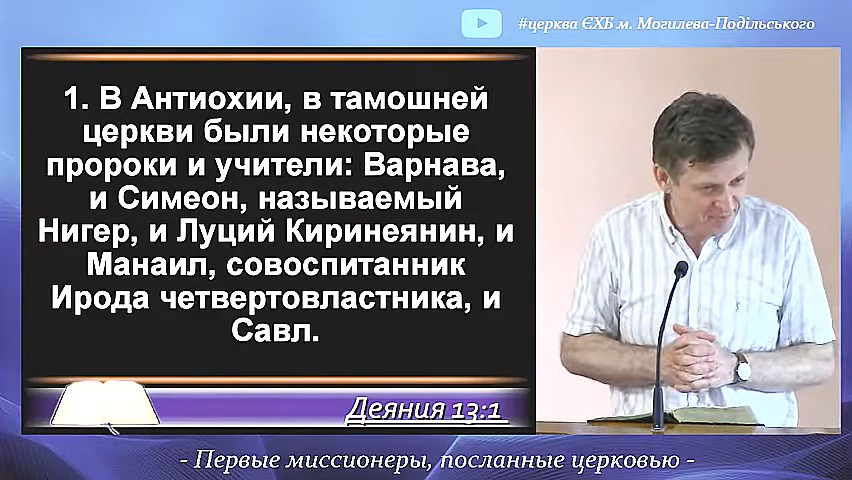 #церква ЄХБ м. Могилева-Подільського
1. В Антиохии, в тамошней
церкви были некоторые
пророки и учители: Варнава,
и Симеон, называемый
Нигер, и Луций Киринеянин, и
Манаил, совоспитанник
Ирода четвертовластника, и
Савл.
Деяния 13:1
- Первые миссионеры, посланные церковью -